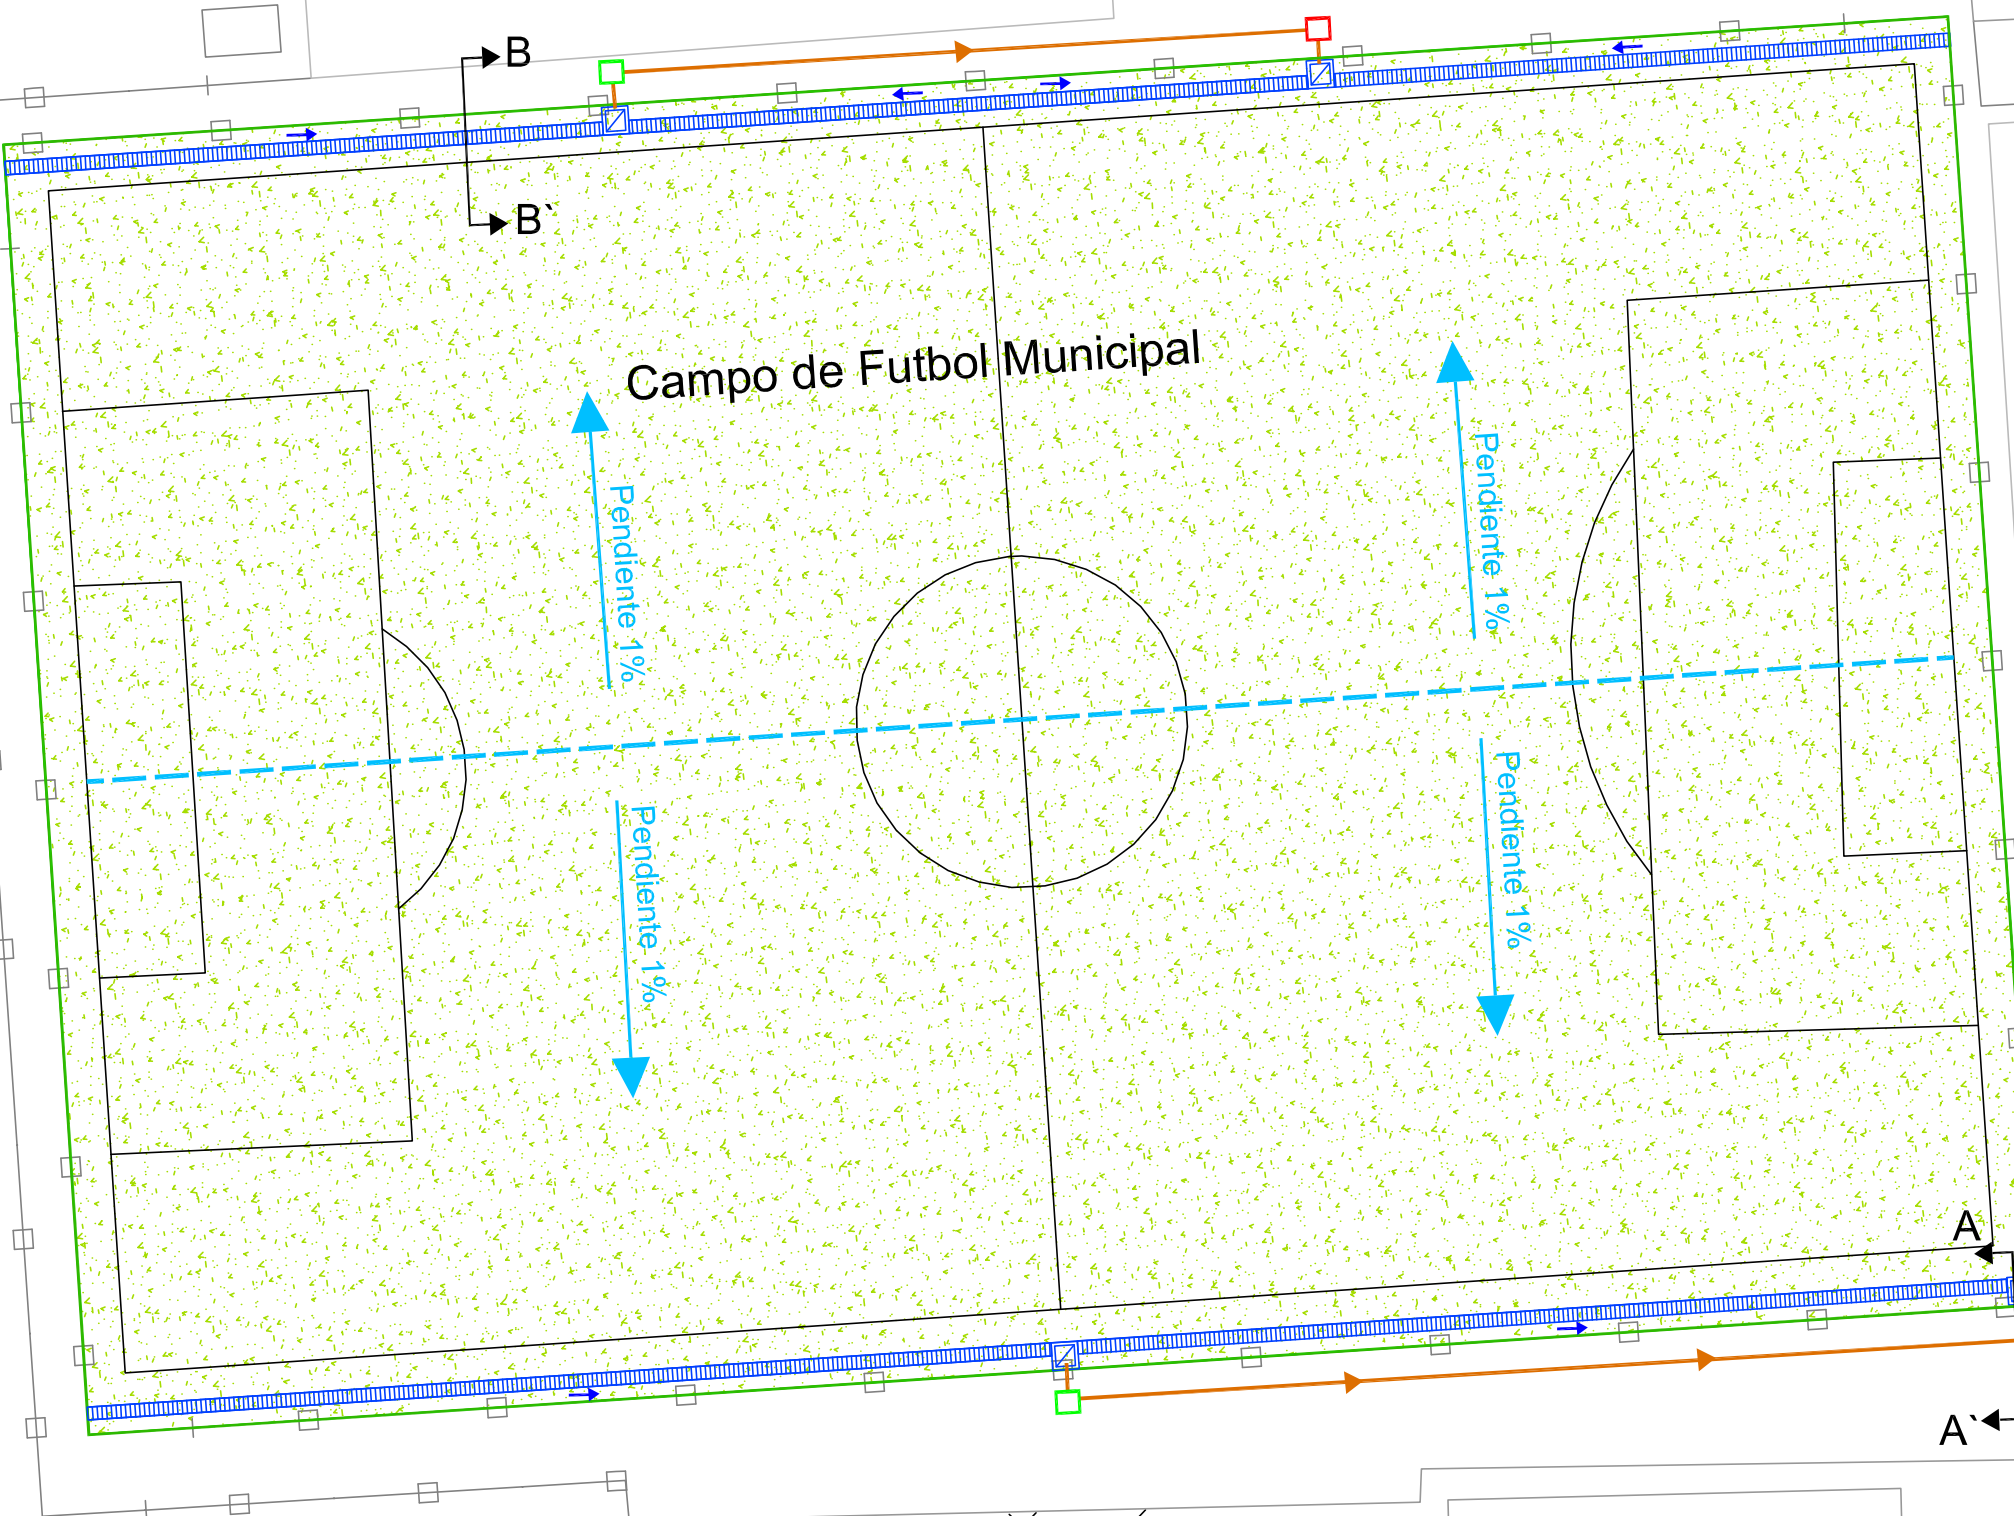 B
B`
Campo de Futbol Municipal
Pendiente 1%
Pendiente 1%
Pendiente 1%
Pendiente 1%
A
A`